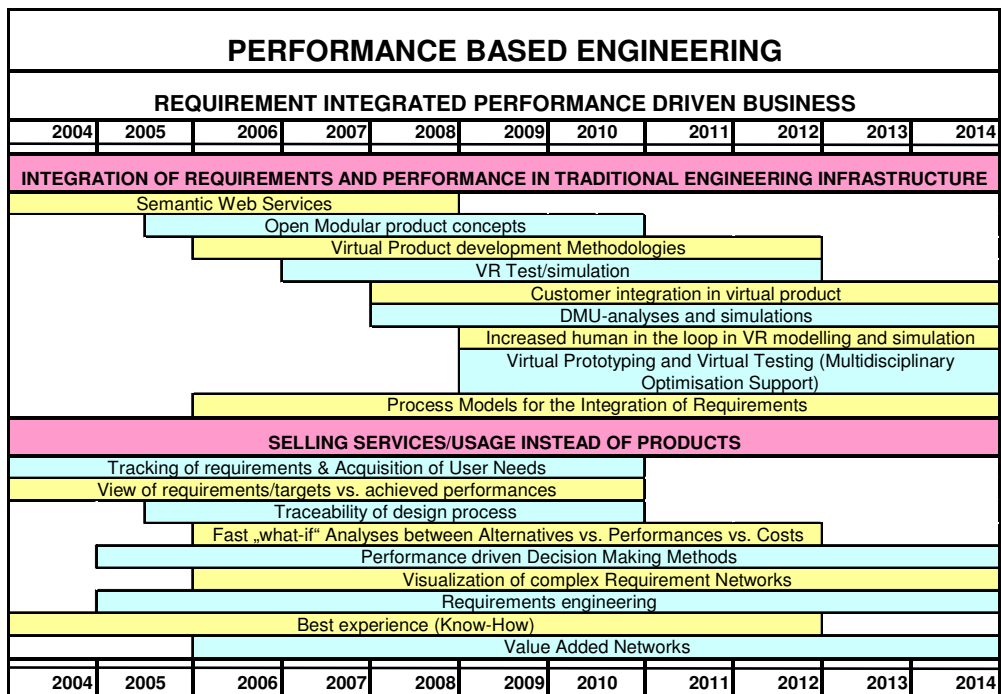 PERFORMANCE BASED ENGINEERING
REQUIREMENT INTEGRATED PERFORMANCE DRIVEN BUSINESS
2004 2005 2006 2007 2008 2009 2010 2011 2012 2013 2014
INTEGRATION OF REQUIREMENTS AND PERFORMANCE IN TRADITIONAL ENGINEERING INFRASTRUCTURE
Semantic Web Services
Open Modular product concepts
Virtual Product development Methodologies
VR Test/simulation
Customer integration in virtual product
DMU-analyses and simulations
Increased human in the loop in VR modelling and simulation
Virtual Prototyping and Virtual Testing (Multidisciplinary
Optimisation Support)
Process Models for the Integration of Requirements
SELLING SERVICES/USAGE INSTEAD OF PRODUCTS
Tracking of requirements & Acquisition of User Needs
View of requirements/targets vs. achieved performances
Traceability of design process
Fast „what-if“ Analyses between Alternatives vs. Performances vs. Costs
Performance driven Decision Making Methods
Visualization of complex Requirement Networks
Requirements engineering
Best experience (Know-How)
Value Added Networks
2004 2005 2006 2007 2008 2009 2010 2011 2012 2013 2014